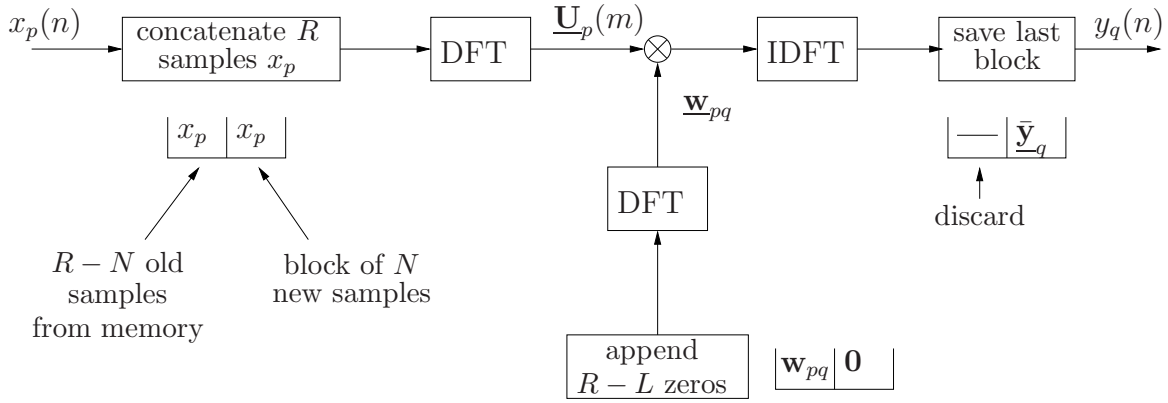 x_p(n)
concatenate R
samples x_p
DFT
U_p(m)
⊗
IDFT
save last
block
y_q(n)
x_p x_p
w_pq
— ȳ_q
DFT
discard
R − N old
samples
from memory
block of N
new samples
append
R − L zeros
w_pq 0